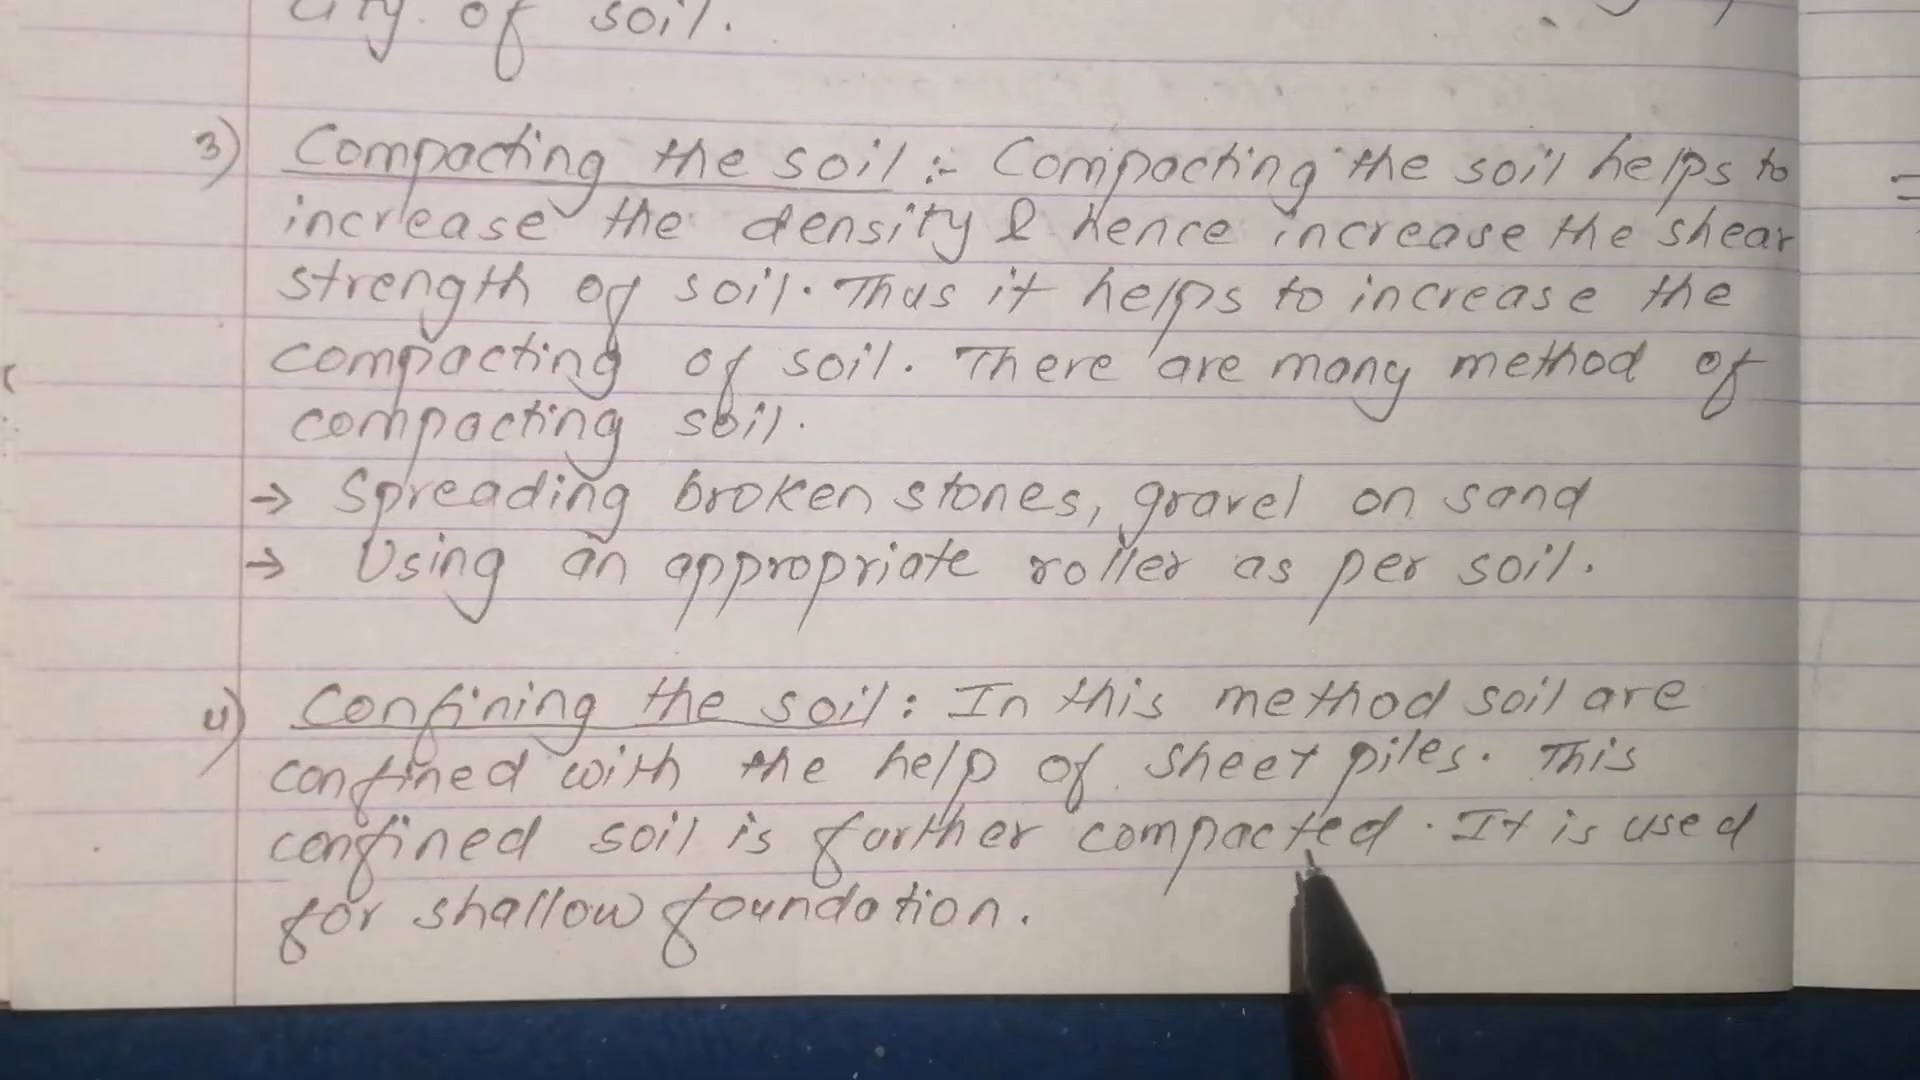 city of soil.
3) Compacting the soil :- Compacting the soil helps to
increase the density & hence increase the shear
strength of soil. Thus it helps to increase the
compacting of soil. There are many method of
compacting soil.
→ Spreading broken stones, gravel on sand
→ Using an appropriate roller as per soil.
4) Confining the soil : In this method soil are
confined with the help of sheet piles. This
confined soil is further compacted. It is used
for shallow foundation.